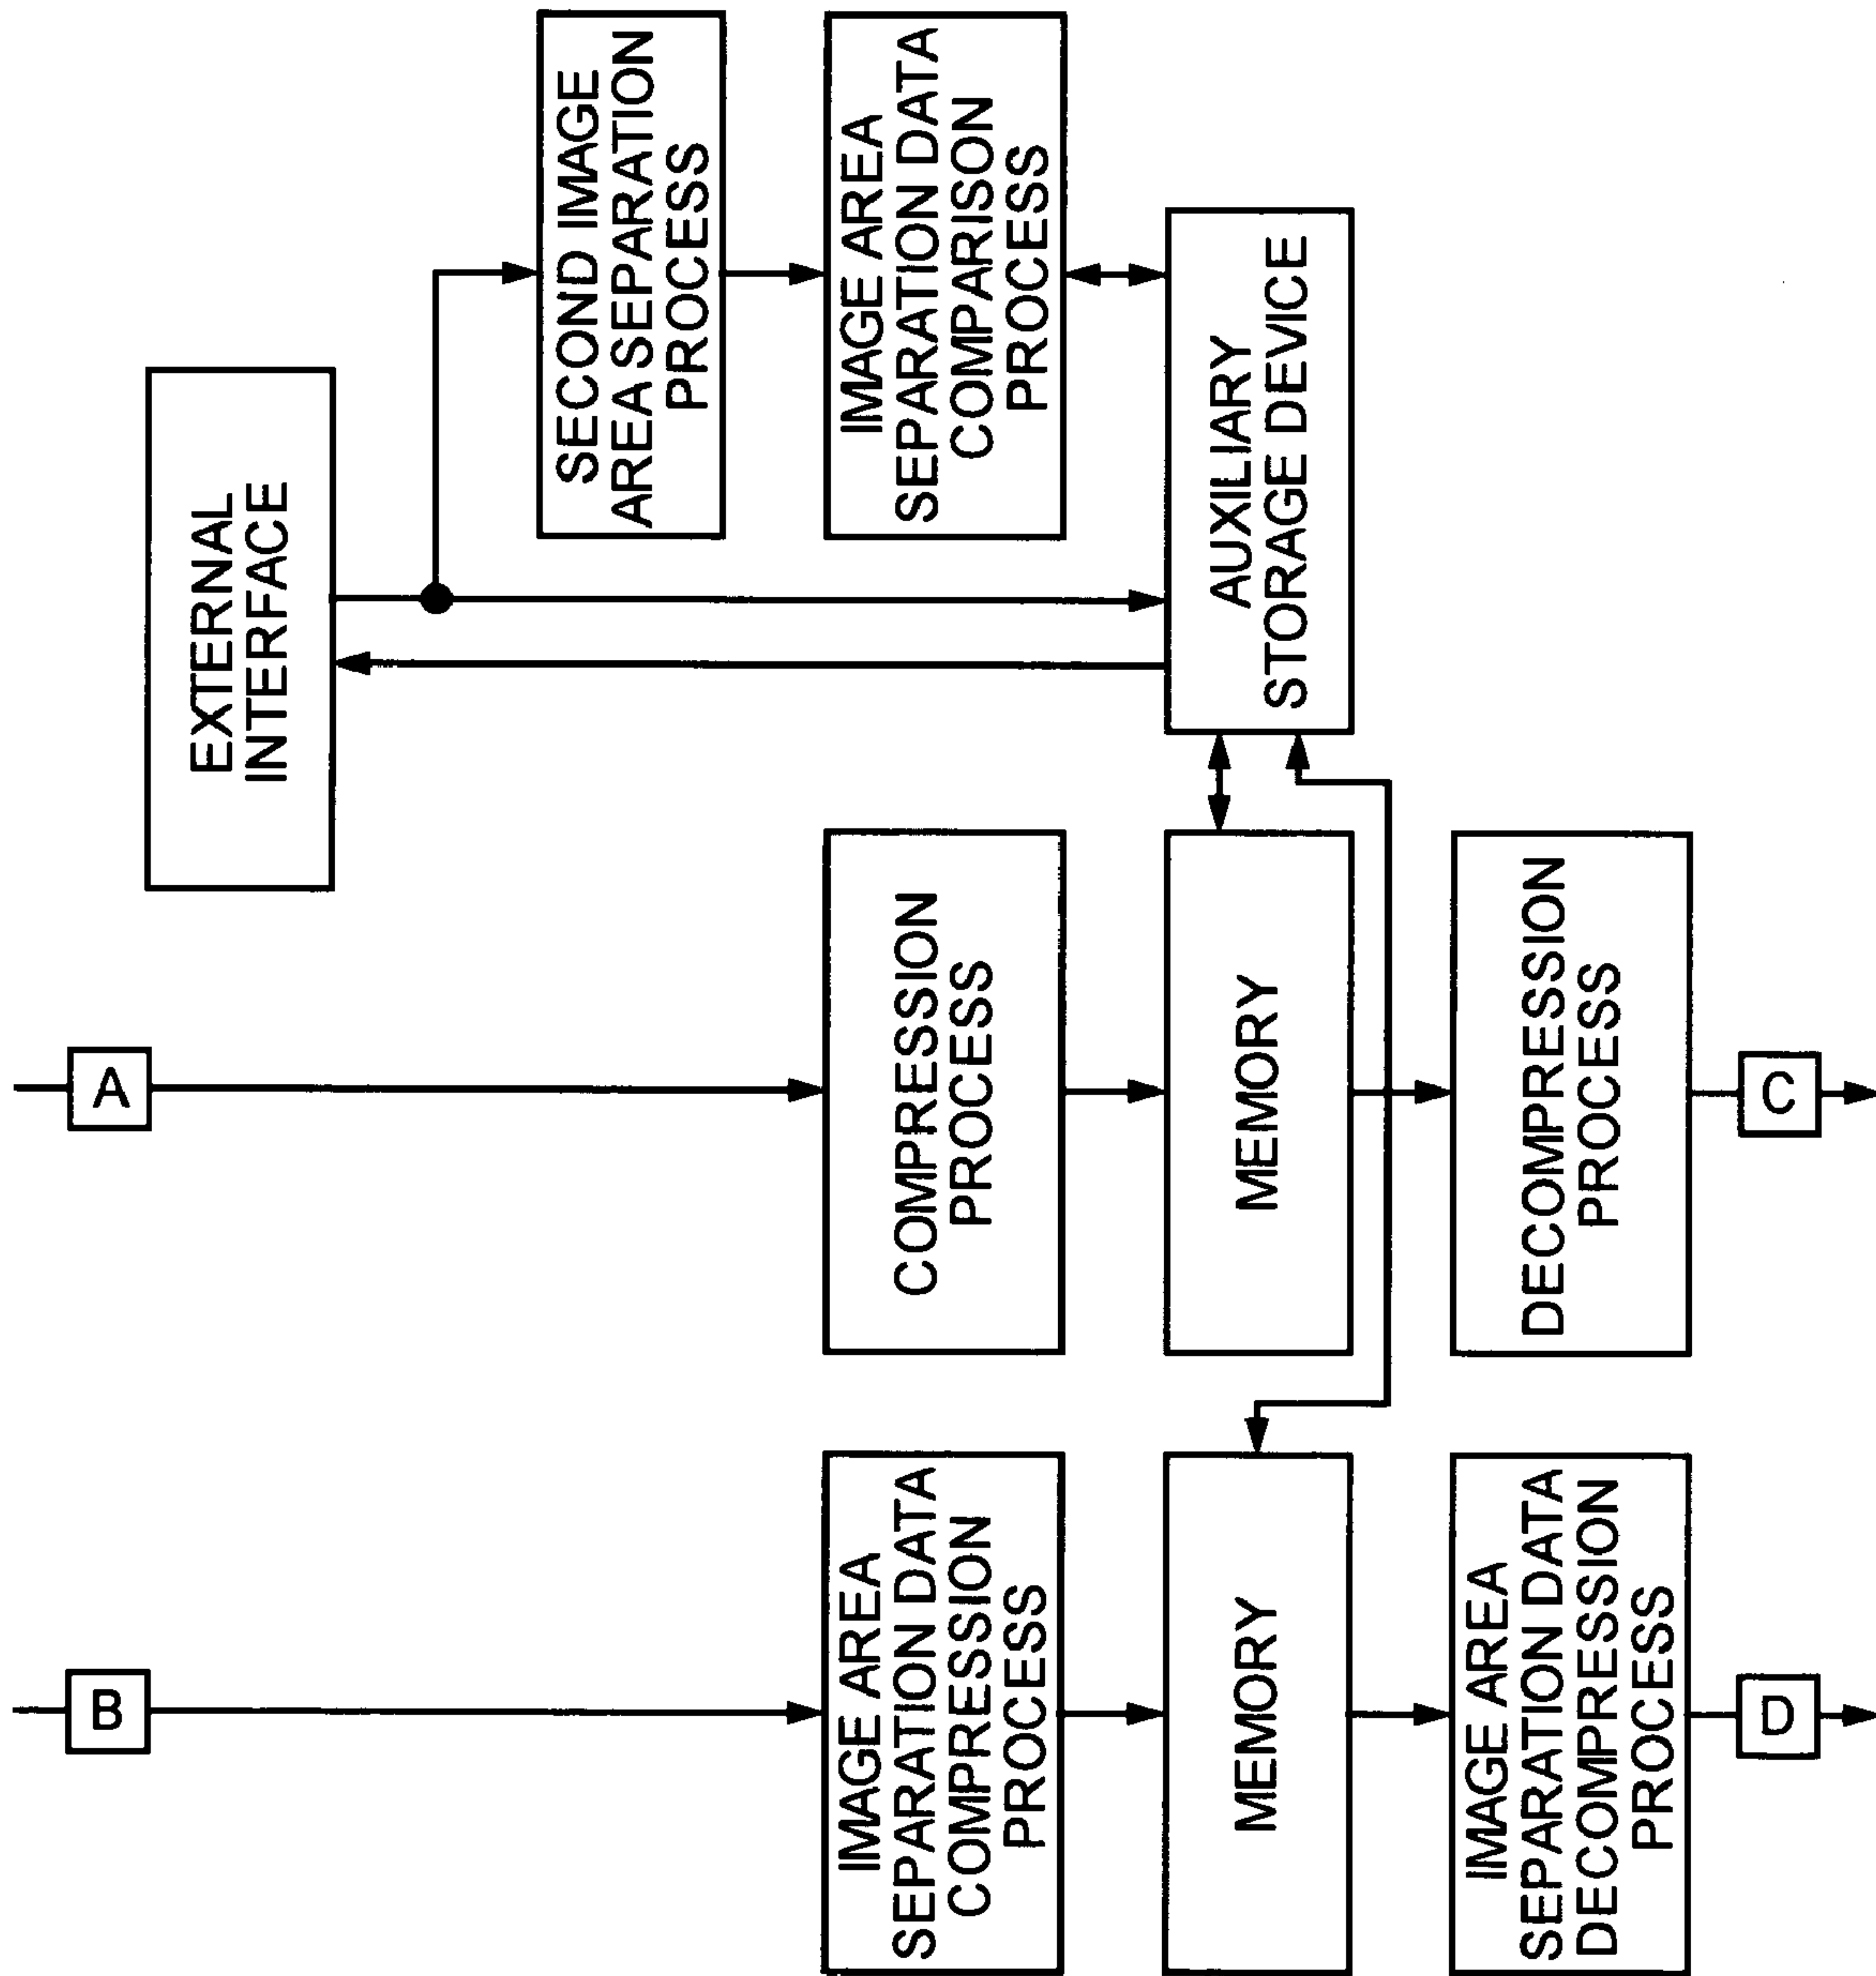 B
A
EXTERNAL
INTERFACE
SECOND IMAGE
AREA SEPARATION
PROCESS
IMAGE AREA
SEPARATION DATA
COMPRESSION
PROCESS
COMPRESSION
PROCESS
IMAGE AREA
SEPARATION DATA
COMPARISON
PROCESS
MEMORY
MEMORY
AUXILIARY
STORAGE DEVICE
IMAGE AREA
SEPARATION DATA
DECOMPRESSION
PROCESS
DECOMPRESSION
PROCESS
D
C